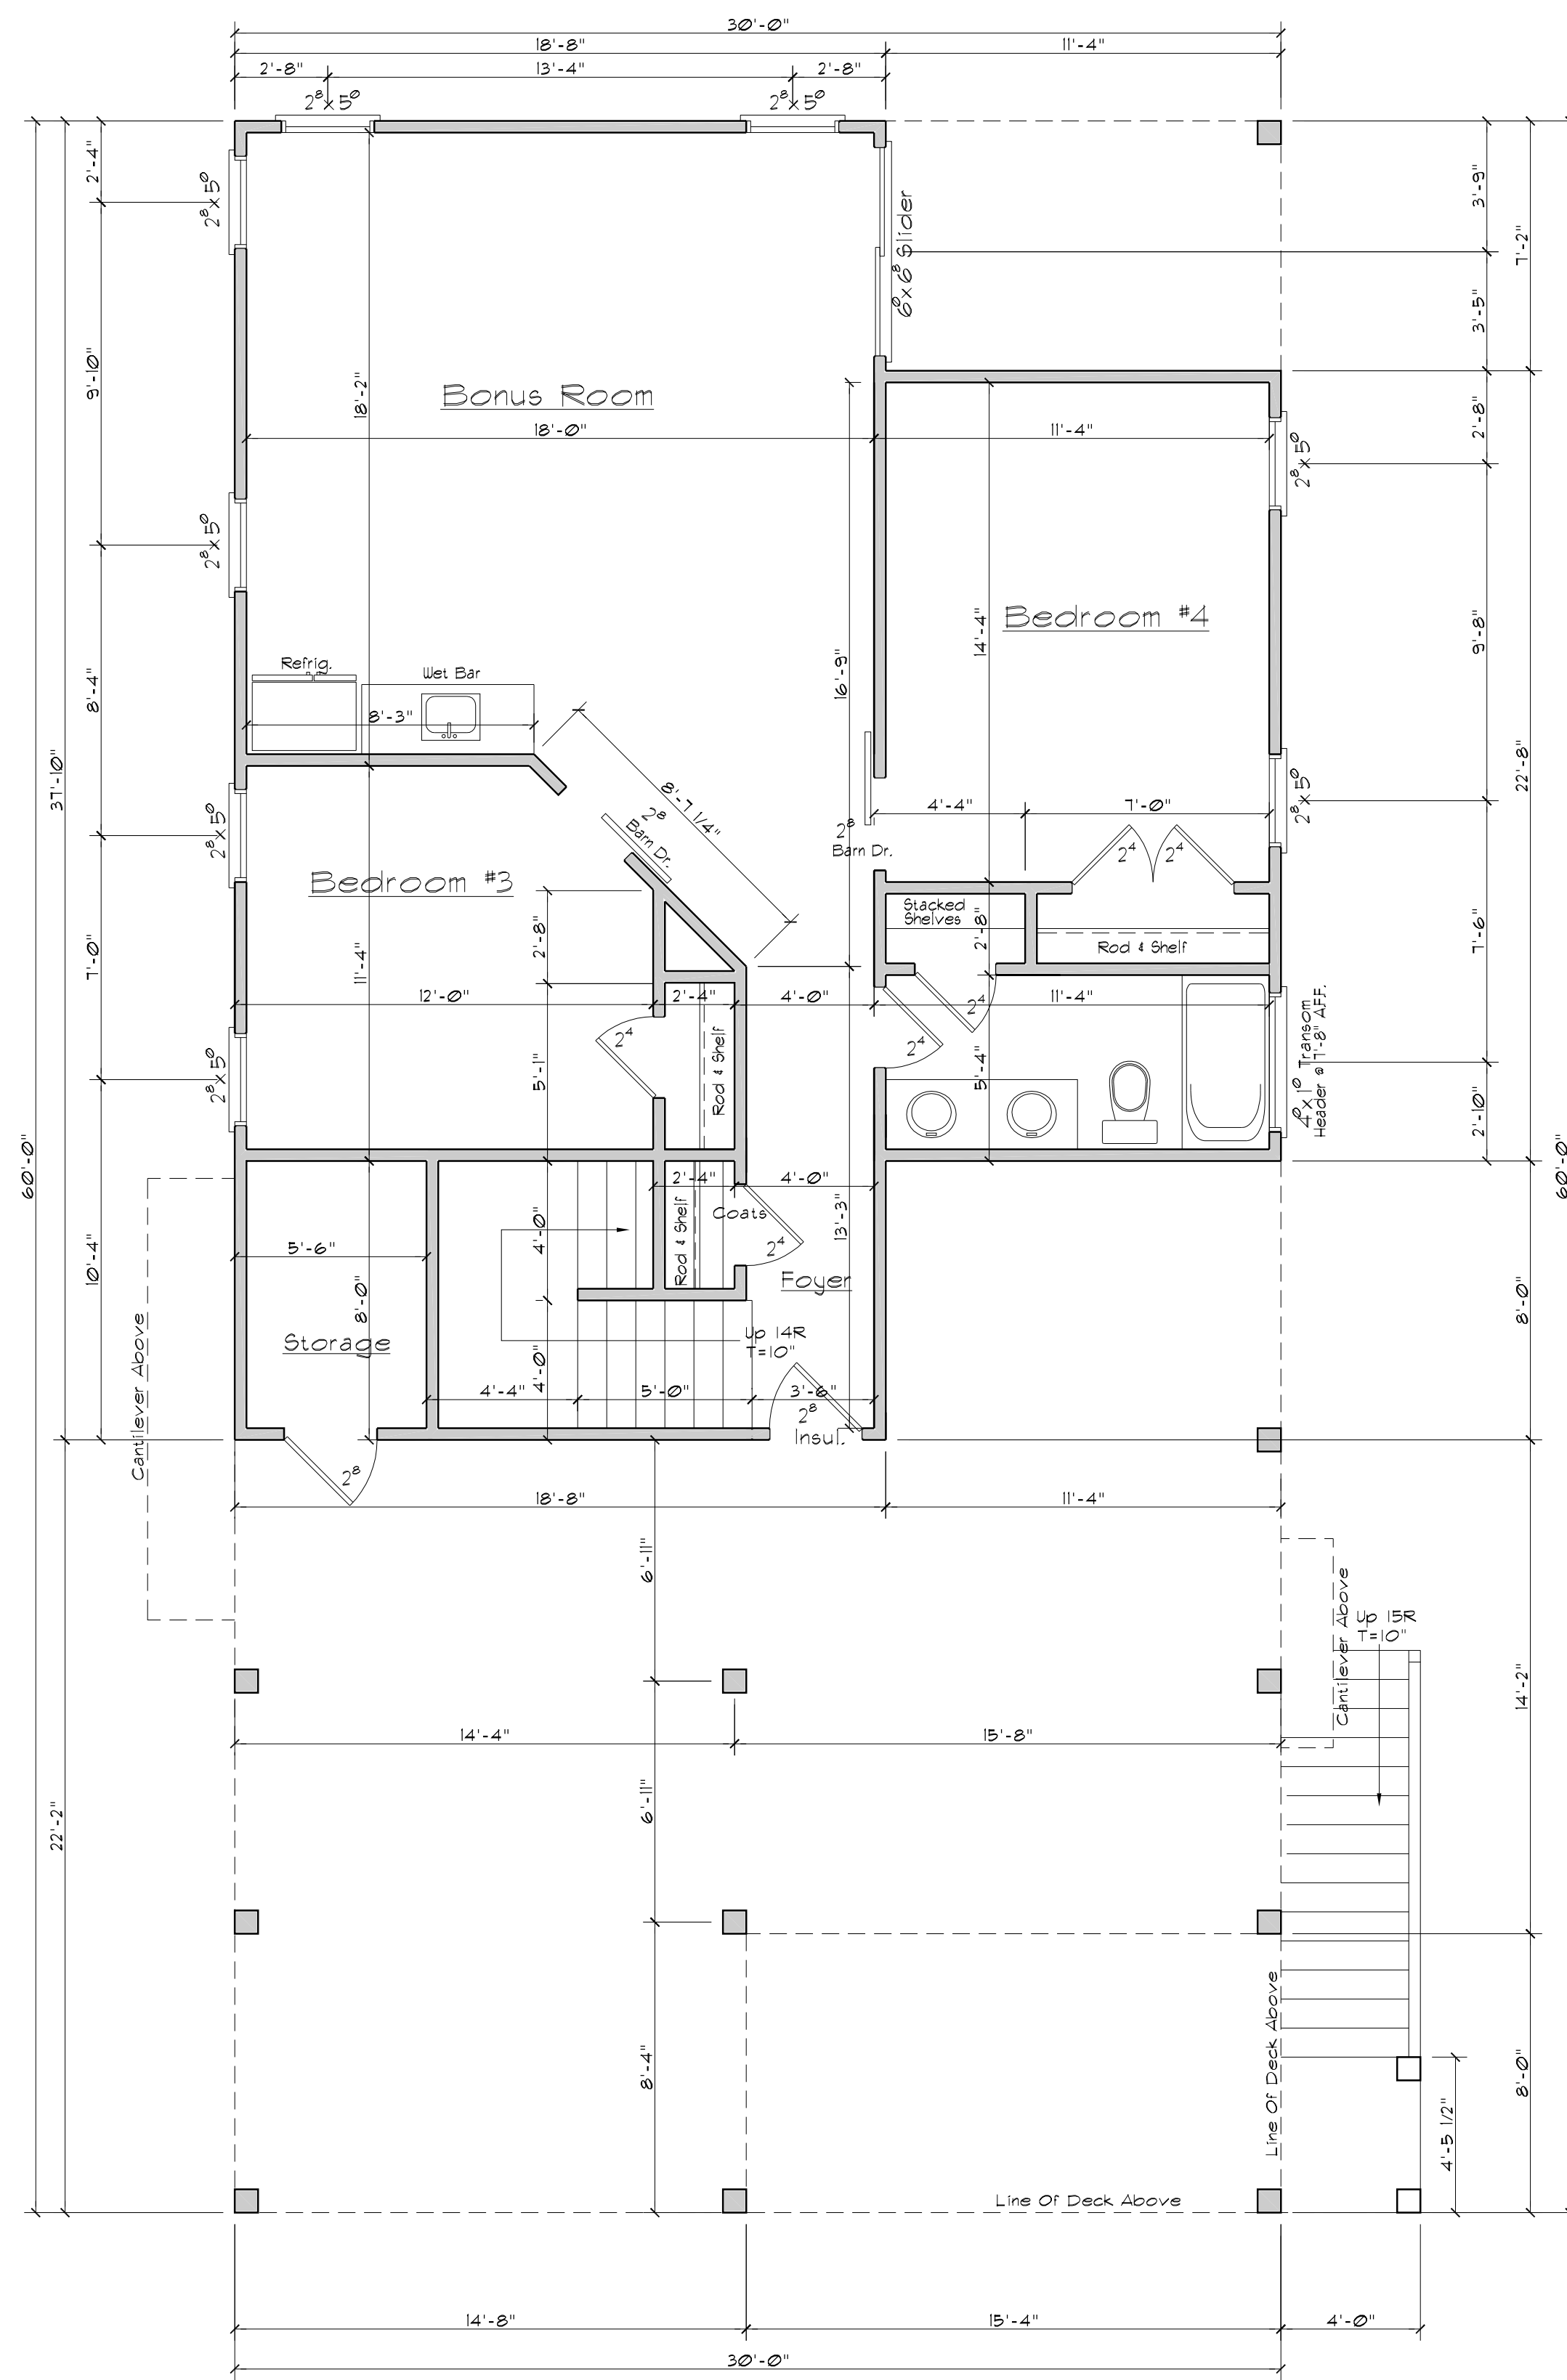 30'-0"
18'-8"
11'-4"
2'-8"
13'-4"
2'-8"
2⁸x5⁰
2⁸x5⁰
2'-4"
2⁸x5⁰
6⁰x6⁸ Slider
3'-9"
7'-2"
3'-5"
9'-10"
18'-2"
Bonus Room
18'-0"
11'-4"
2'-8"
2⁸x5⁰
2⁸x5⁰
Bedroom #4
14'-4"
16'-9"
9'-8"
22'-8"
8'-4"
37'-10"
Refrig.
Wet Bar
8'-3"
8'-7 1/4"
2⁸
Barn Dr.
2⁸
Barn Dr.
4'-4"
7'-0"
2⁸x5⁰
2⁴
2⁴
2⁸x5⁰
Bedroom #3
Stacked
Shelves
2'-8"
2'-8"
Rod & Shelf
7'-6"
7'-0"
11'-4"
12'-0"
2'-4"
4'-0"
11'-4"
2⁴
2⁴
2⁴
5'-1"
Rod & Shelf
5'-4"
2⁸x5⁰
4⁰x1⁰ Transom
Header @ 7'-8" A.F.F.
2'-10"
60'-0"
60'-0"
2'-4"
4'-0"
Coats
Rod & Shelf
2⁴
13'-3"
4'-0"
5'-6"
10'-4"
8'-0"
8'-0"
Foyer
Storage
Up 14R
T=10"
4'-0"
4'-4"
5'-0"
3'-6"
2⁸
Insul.
2⁸
Cantilever Above
18'-8"
11'-4"
6'-11"
Cantilever Above
Up 15R
T=10"
14'-2"
14'-4"
15'-8"
6'-11"
22'-2"
8'-4"
Line Of Deck Above
8'-0"
4'-5 1/2"
Line Of Deck Above
14'-8"
15'-4"
4'-0"
30'-0"